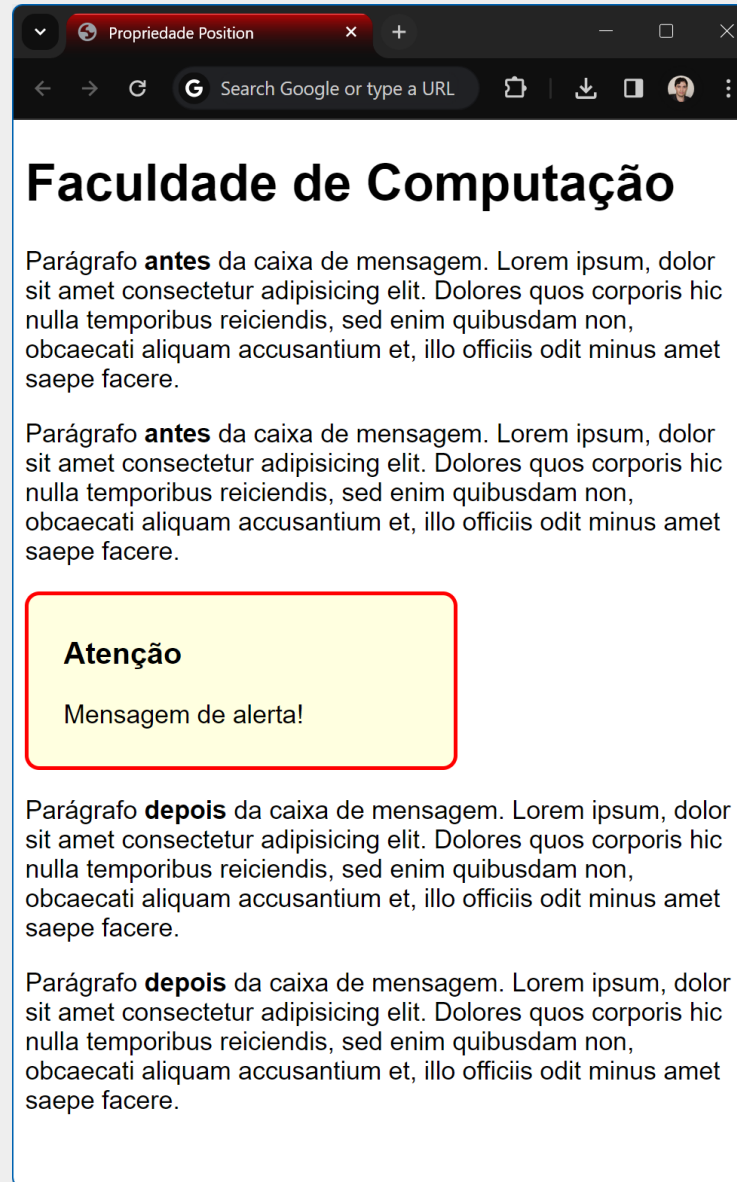 Propriedade Position
Search Google or type a URL
Faculdade de Computação
Parágrafo antes da caixa de mensagem. Lorem ipsum, dolor
sit amet consectetur adipisicing elit. Dolores quos corporis hic
nulla temporibus reiciendis, sed enim quibusdam non,
obcaecati aliquam accusantium et, illo officiis odit minus amet
saepe facere.
Parágrafo antes da caixa de mensagem. Lorem ipsum, dolor
sit amet consectetur adipisicing elit. Dolores quos corporis hic
nulla temporibus reiciendis, sed enim quibusdam non,
obcaecati aliquam accusantium et, illo officiis odit minus amet
saepe facere.
Atenção
Mensagem de alerta!
Parágrafo depois da caixa de mensagem. Lorem ipsum, dolor
sit amet consectetur adipisicing elit. Dolores quos corporis hic
nulla temporibus reiciendis, sed enim quibusdam non,
obcaecati aliquam accusantium et, illo officiis odit minus amet
saepe facere.
Parágrafo depois da caixa de mensagem. Lorem ipsum, dolor
sit amet consectetur adipisicing elit. Dolores quos corporis hic
nulla temporibus reiciendis, sed enim quibusdam non,
obcaecati aliquam accusantium et, illo officiis odit minus amet
saepe facere.